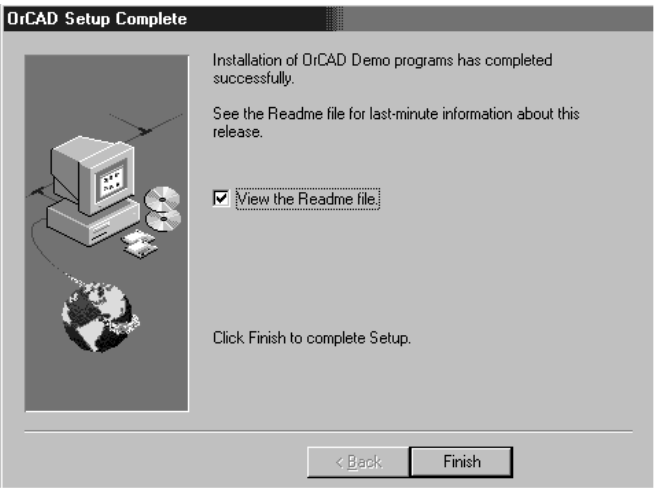 OrCAD Setup Complete
Installation of OrCAD Demo programs has completed
successfully.
See the Readme file for last-minute information about this
release.
View the Readme file.
Click Finish to complete Setup.
< Back
Finish